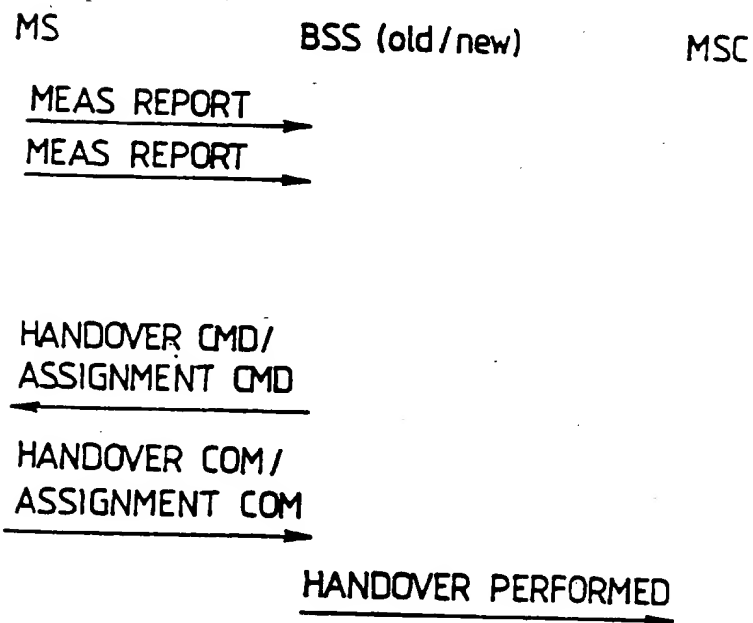 MS BSS (old/new) MSC
MEAS REPORT
MEAS REPORT
HANDOVER CMD/
ASSIGNMENT CMD
HANDOVER COM/
ASSIGNMENT COM
HANDOVER PERFORMED